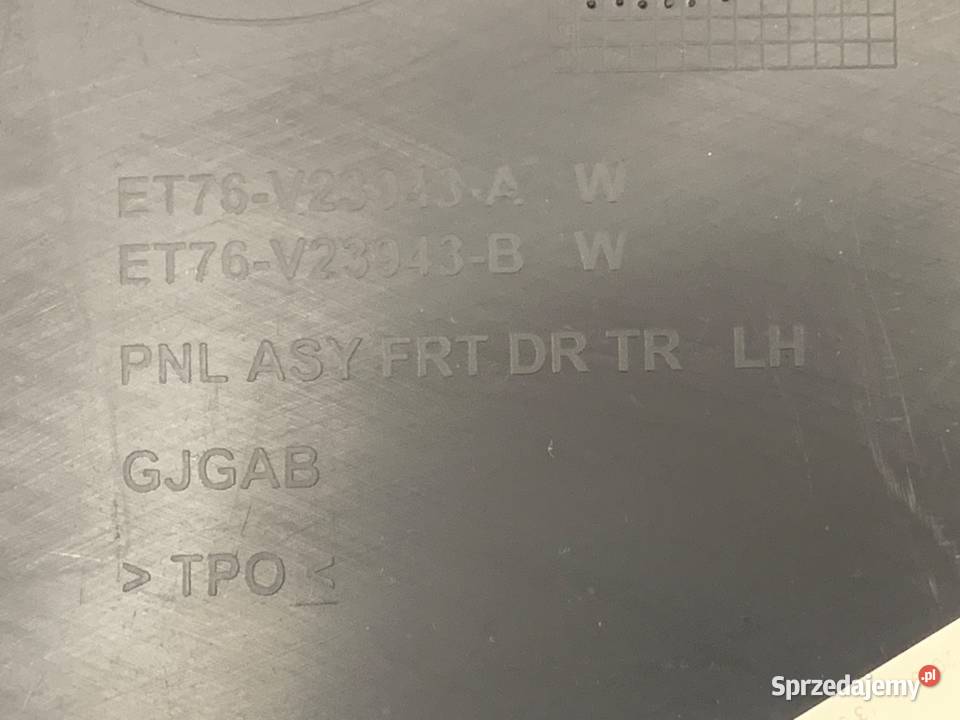 ET76-V23943-A W
ET76-V23943-B W
PNL ASY FRT DR TR LH
GJGAB
> TPO <
Sprzedajemy.pl